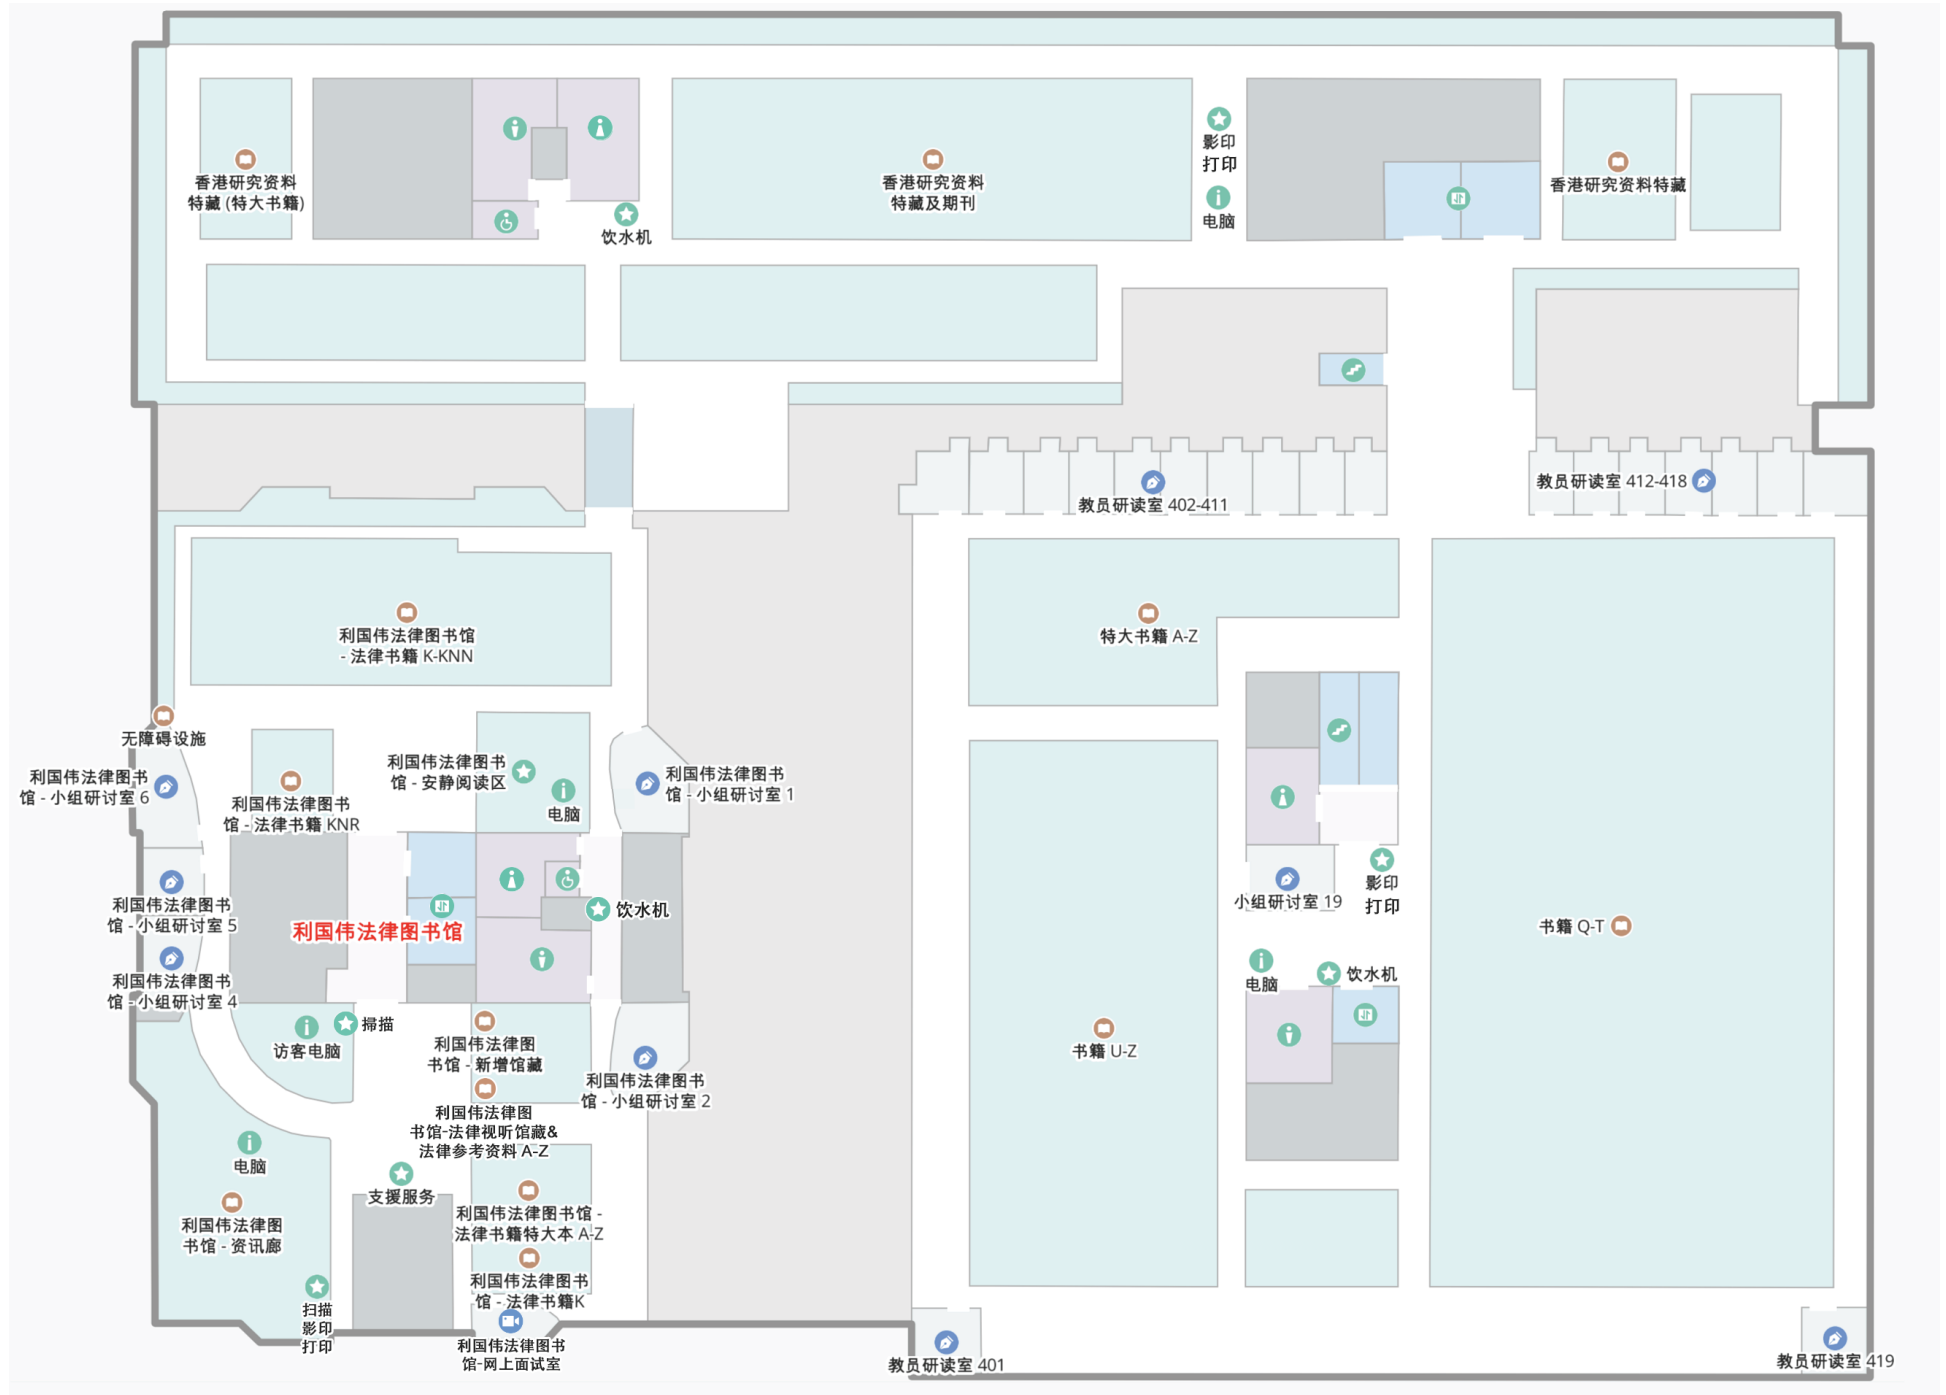 香港研究资料
特藏 (特大书籍)
饮水机
香港研究资料
特藏及期刊
影印
打印
电脑
香港研究资料特藏
教员研读室 402-411
教员研读室 412-418
利国伟法律图书馆
- 法律书籍 K-KNN
特大书籍 A-Z
无障碍设施
利国伟法律图书
馆 - 小组研讨室 6
利国伟法律图书
馆 - 法律书籍 KNR
利国伟法律图书
馆 - 安静阅读区
电脑
利国伟法律图书
馆 - 小组研讨室 1
利国伟法律图书
馆 - 小组研讨室 5
利国伟法律图书馆
饮水机
利国伟法律图书
馆 - 小组研讨室 4
小组研讨室 19
影印
打印
书籍 Q-T
电脑
饮水机
访客电脑
掃描
利国伟法律图
书馆 - 新增馆藏
利国伟法律图书
馆 - 小组研讨室 2
书籍 U-Z
利国伟法律图
书馆-法律视听馆藏&
法律参考资料 A-Z
电脑
支援服务
利国伟法律图
书馆 - 资讯廊
利国伟法律图书馆 -
法律书籍特大本 A-Z
利国伟法律图书
馆 - 法律书籍K
扫描
影印
打印
利国伟法律图书
馆-网上面试室
教员研读室 401
教员研读室 419